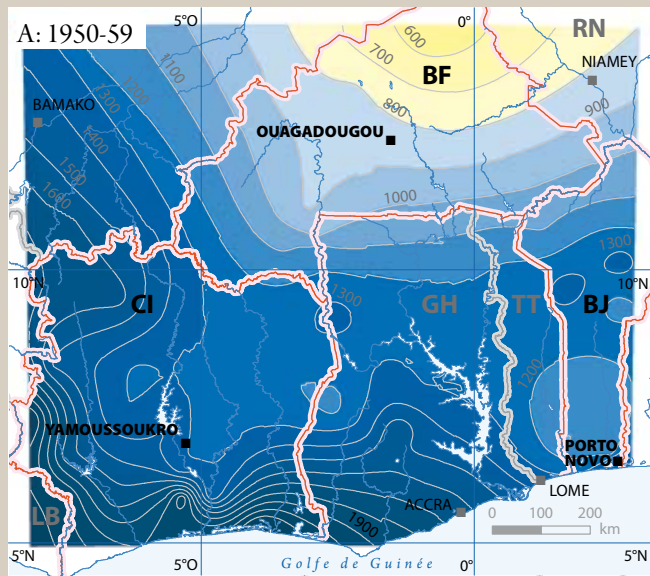 A: 1950-59
5°O
0°
RN
600
700
BF
NIAMEY
1100
1200
1300
800
900
BAMAKO
OUAGADOUGOU
1400
1500
1600
1000
1300
10°N
10°N
CI
1300
GH
TT
BJ
1200
YAMOUSSOUKRO
PORTO
NOVO
LOME
LB
ACCRA
1900
0 100 200
km
5°N
5°O
Golfe de Guinée
0°
5°N